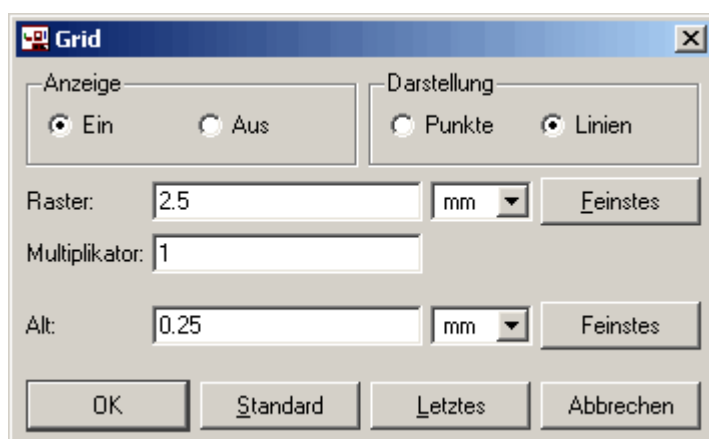 Grid
Anzeige
Darstellung
Ein Aus
Punkte Linien
Raster: 2.5 mm Feinstes
Multiplikator: 1
Alt: 0.25 mm Feinstes
OK Standard Letztes Abbrechen